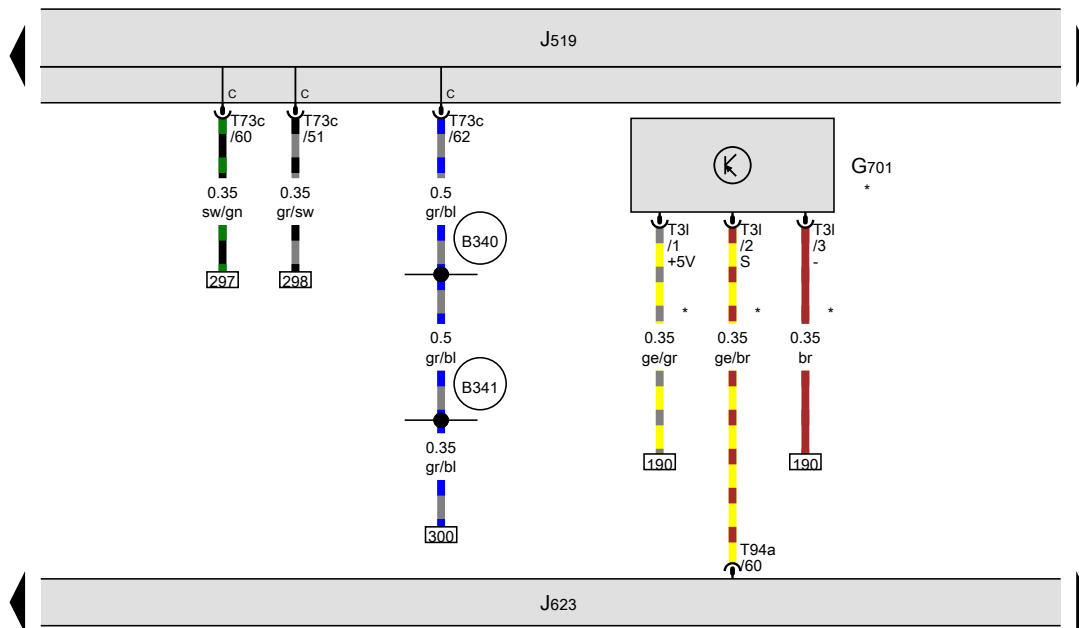 J519
C
C
C
T73c
/60
T73c
/51
T73c
/62
0.35
sw/gn
0.35
gr/sw
0.5
gr/bl
B340
297
298
0.5
gr/bl
B341
0.35
gr/bl
300
G701
*
T3l
/1
+5V
T3l
/2
S
T3l
/3
-
*
*
*
0.35
ge/gr
0.35
ge/br
0.35
br
190
190
T94a
/60
J623